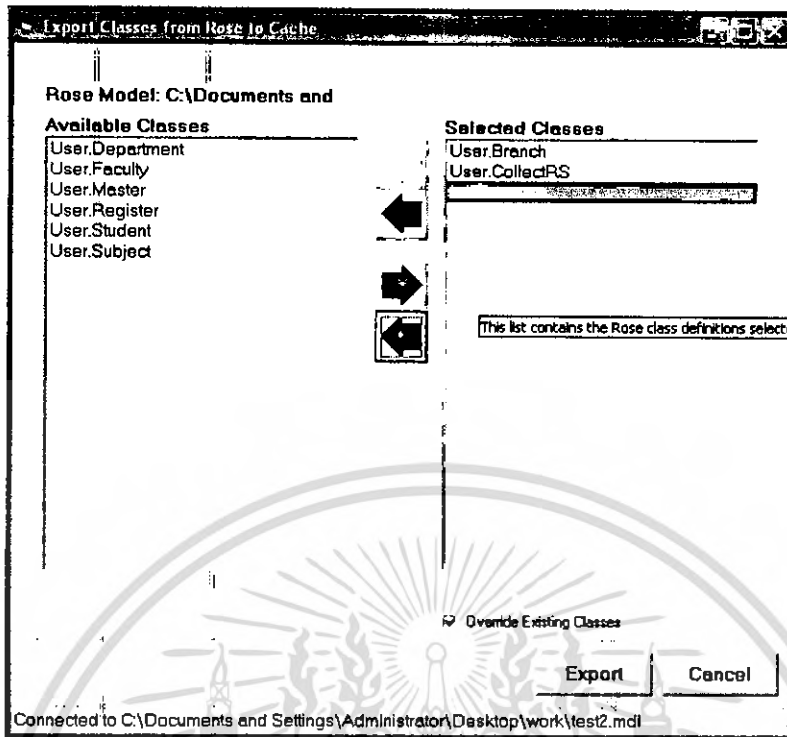 Export Classes from Rose to Cache
Rose Model: C:\Documents and
Available Classes
User.Department
User.Faculty
User.Master
User.Register
User.Student
User.Subject
Selected Classes
User.Branch
User.CollectRS
This list contains the Rose class definitions select
Override Existing Classes
Export
Cancel
Connected to C:\Documents and Settings\Administrator\Desktop\work\test2.mdl